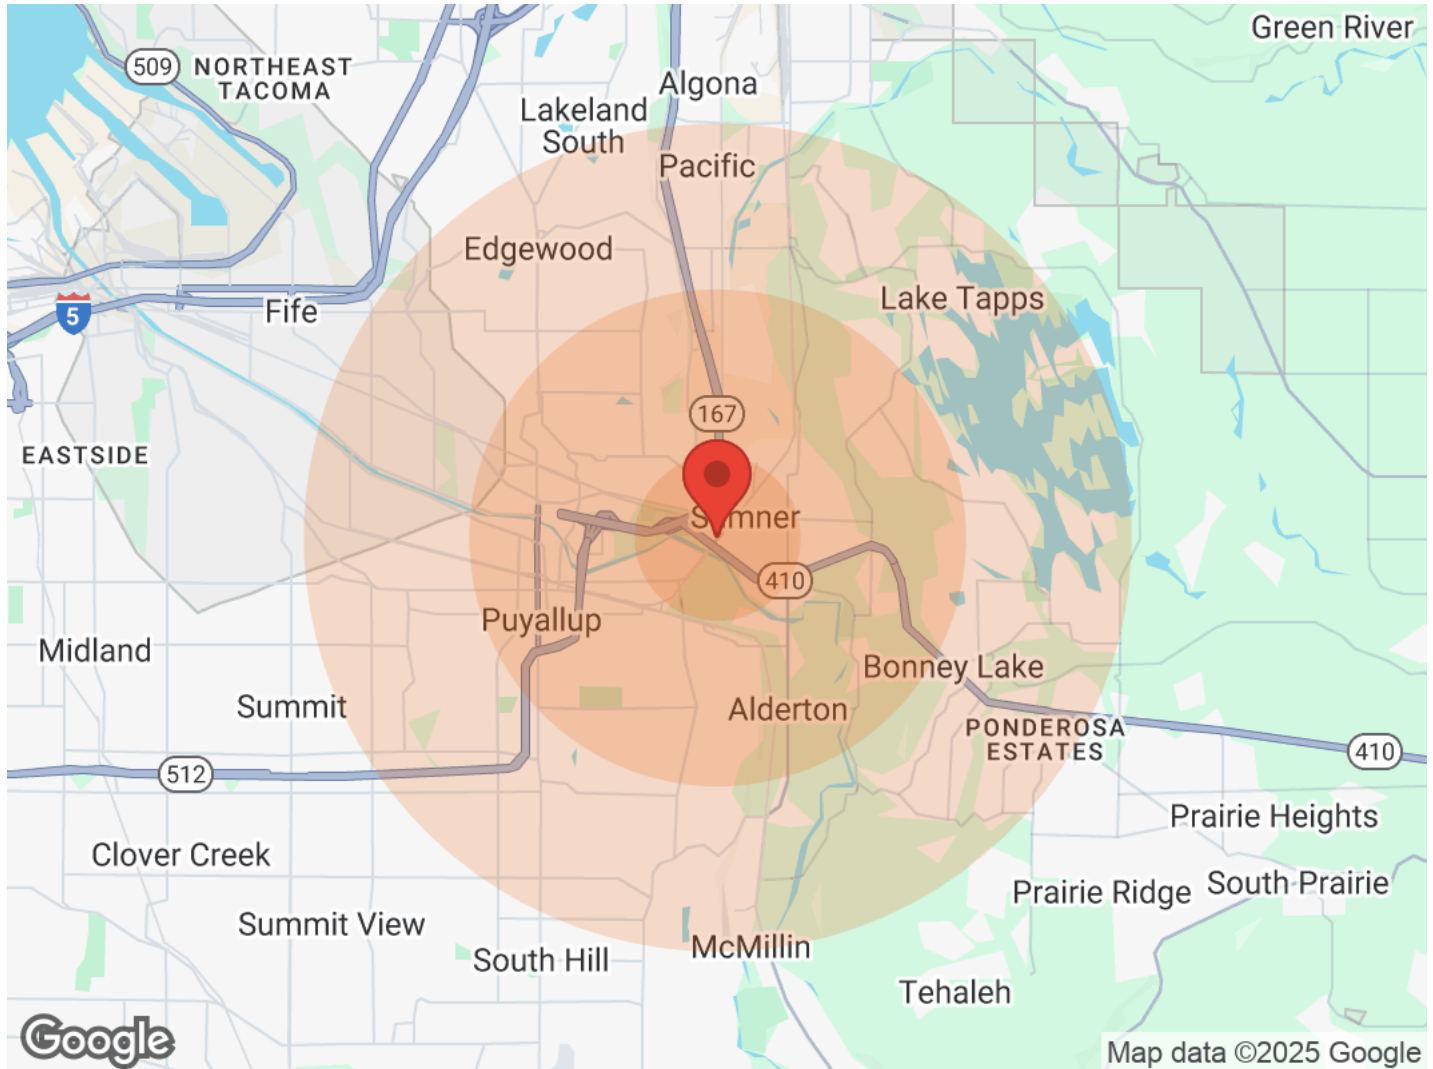 Green River
509
NORTHEAST
TACOMA
Algona
Lakeland
South
Pacific
Edgewood
Lake Tapps
5
Fife
167
EASTSIDE
Sumner
410
Puyallup
Midland
Bonney Lake
Summit
Alderton
PONDEROSA
ESTATES
410
512
Prairie Heights
Clover Creek
South Prairie
Prairie Ridge
Summit View
McMillin
South Hill
Tehaleh
Google
Map data ©2025 Google